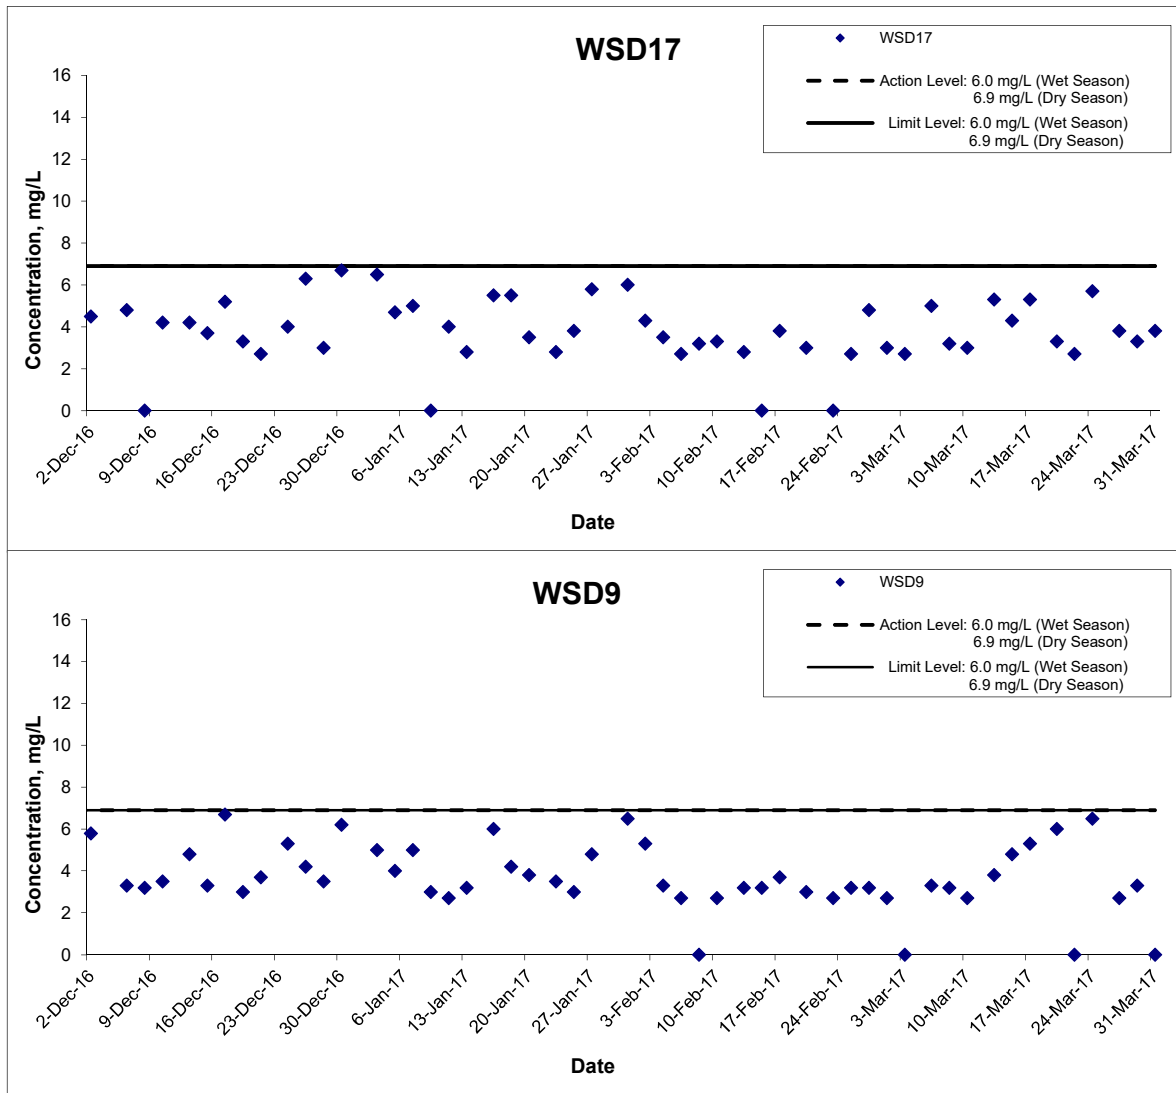 WSD17
WSD17
Action Level: 6.0 mg/L (Wet Season)
6.9 mg/L (Dry Season)
Limit Level: 6.0 mg/L (Wet Season)
6.9 mg/L (Dry Season)
Concentration, mg/L
16
14
12
10
8
6
4
2
0
2-Dec-16
9-Dec-16
16-Dec-16
23-Dec-16
30-Dec-16
6-Jan-17
13-Jan-17
20-Jan-17
27-Jan-17
3-Feb-17
10-Feb-17
17-Feb-17
24-Feb-17
3-Mar-17
10-Mar-17
17-Mar-17
24-Mar-17
31-Mar-17
Date
WSD9
WSD9
Action Level: 6.0 mg/L (Wet Season)
6.9 mg/L (Dry Season)
Limit Level: 6.0 mg/L (Wet Season)
6.9 mg/L (Dry Season)
Concentration, mg/L
16
14
12
10
8
6
4
2
0
2-Dec-16
9-Dec-16
16-Dec-16
23-Dec-16
30-Dec-16
6-Jan-17
13-Jan-17
20-Jan-17
27-Jan-17
3-Feb-17
10-Feb-17
17-Feb-17
24-Feb-17
3-Mar-17
10-Mar-17
17-Mar-17
24-Mar-17
31-Mar-17
Date